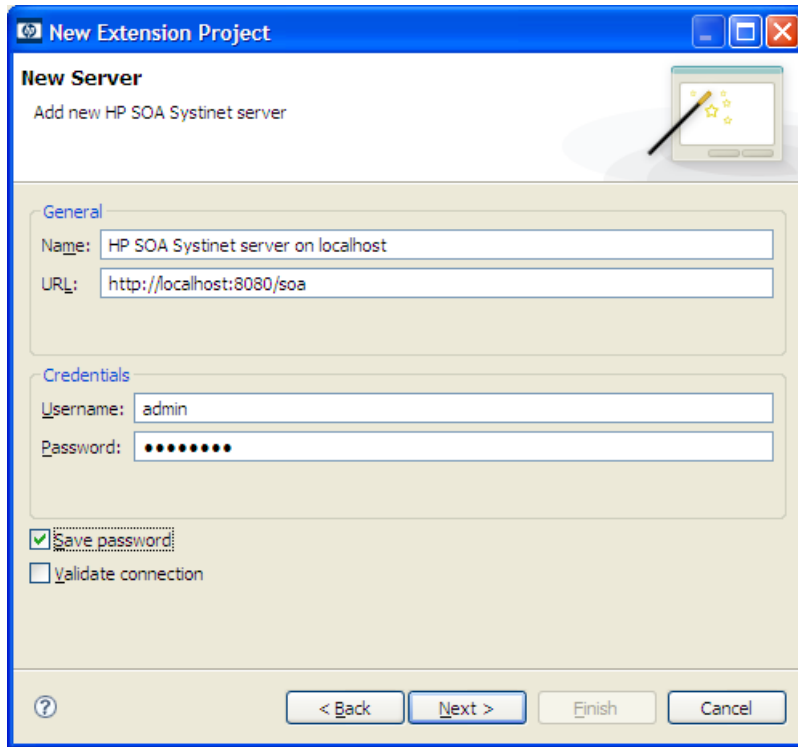 New Extension Project
New Server
Add new HP SOA Systinet server
General
Name: HP SOA Systinet server on localhost
URL: http://localhost:8080/soa
Credentials
Username: admin
Password: ●●●●●●●●
Save password
Validate connection
? < Back Next > Finish Cancel